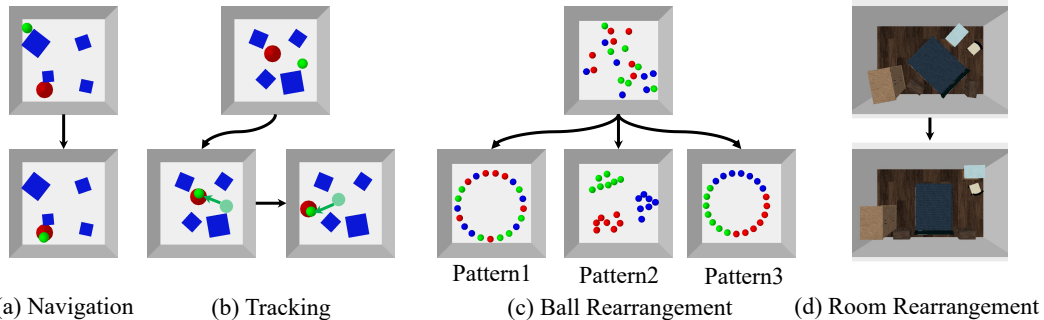 Pattern1 Pattern2 Pattern3
(a) Navigation (b) Tracking (c) Ball Rearrangement (d) Room Rearrangement